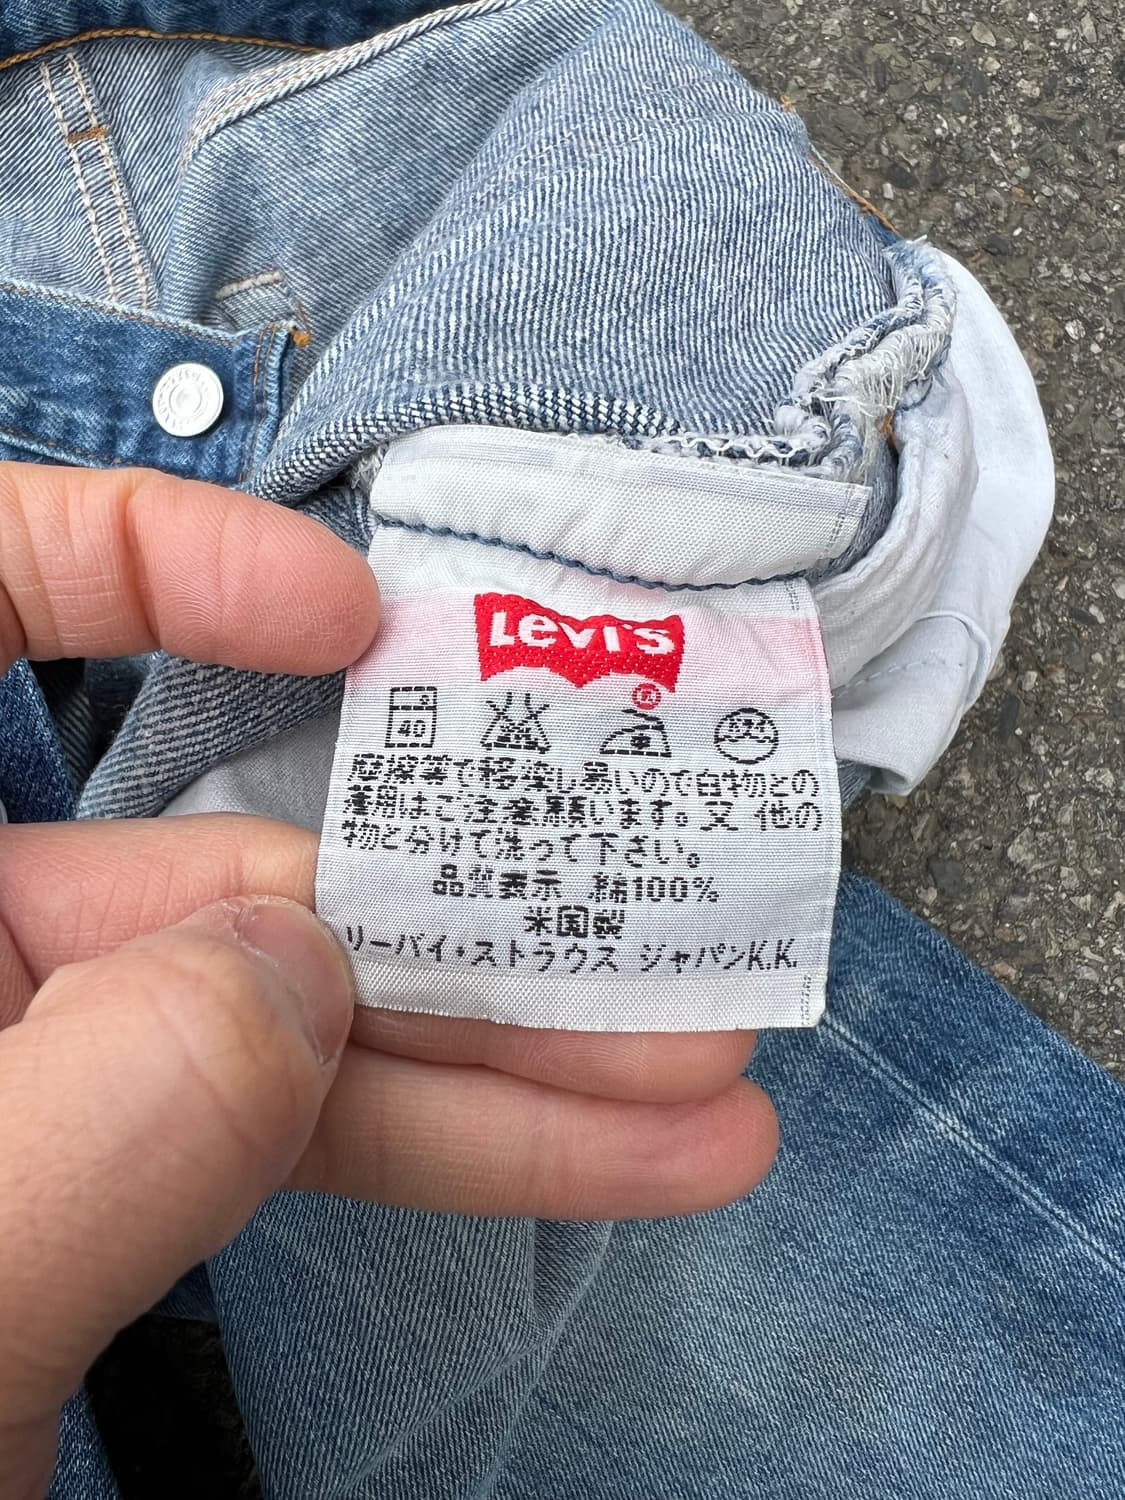 Levi's
®
40
摩擦等で移染し易いので白物との
着用はご注意願います。又 他の
物と分けて洗って下さい。
品質表示 綿100%
米国製
リーバイ・ストラウス ジャパンK.K.